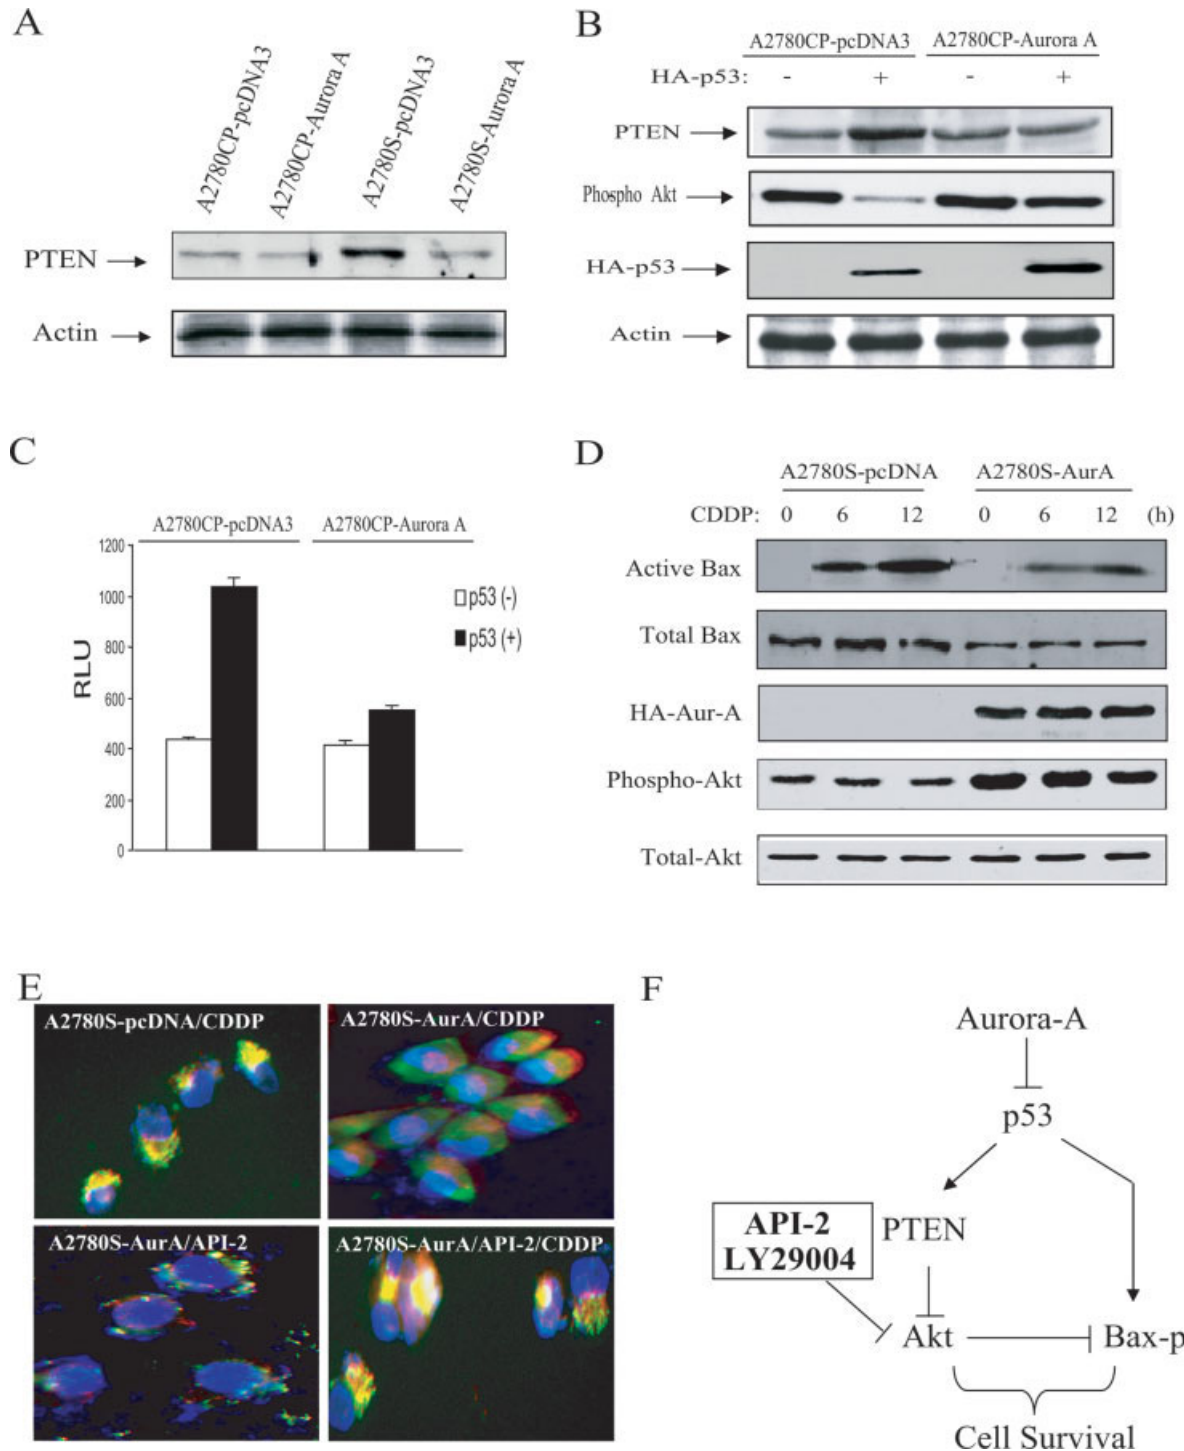 A
A2780CP-pcDNA3
A2780CP-Aurora A
A2780S-pcDNA3
A2780S-Aurora A
PTEN
Actin
B
A2780CP-pcDNA3 A2780CP-Aurora A
HA-p53: - + - +
PTEN
Phospho Akt
HA-p53
Actin
C
A2780CP-pcDNA3 A2780CP-Aurora A
RLU
1200
1000
800
600
400
200
0
p53 (-)
p53 (+)
D
A2780S-pcDNA A2780S-AurA
CDDP: 0 6 12 0 6 12 (h)
Active Bax
Total Bax
HA-Aur-A
Phospho-Akt
Total-Akt
E
A2780S-pcDNA/CDDP
A2780S-AurA/CDDP
A2780S-AurA/API-2
A2780S-AurA/API-2/CDDP
F
Aurora-A
p53
API-2
LY29004
PTEN
Akt
Bax-p
Cell Survival